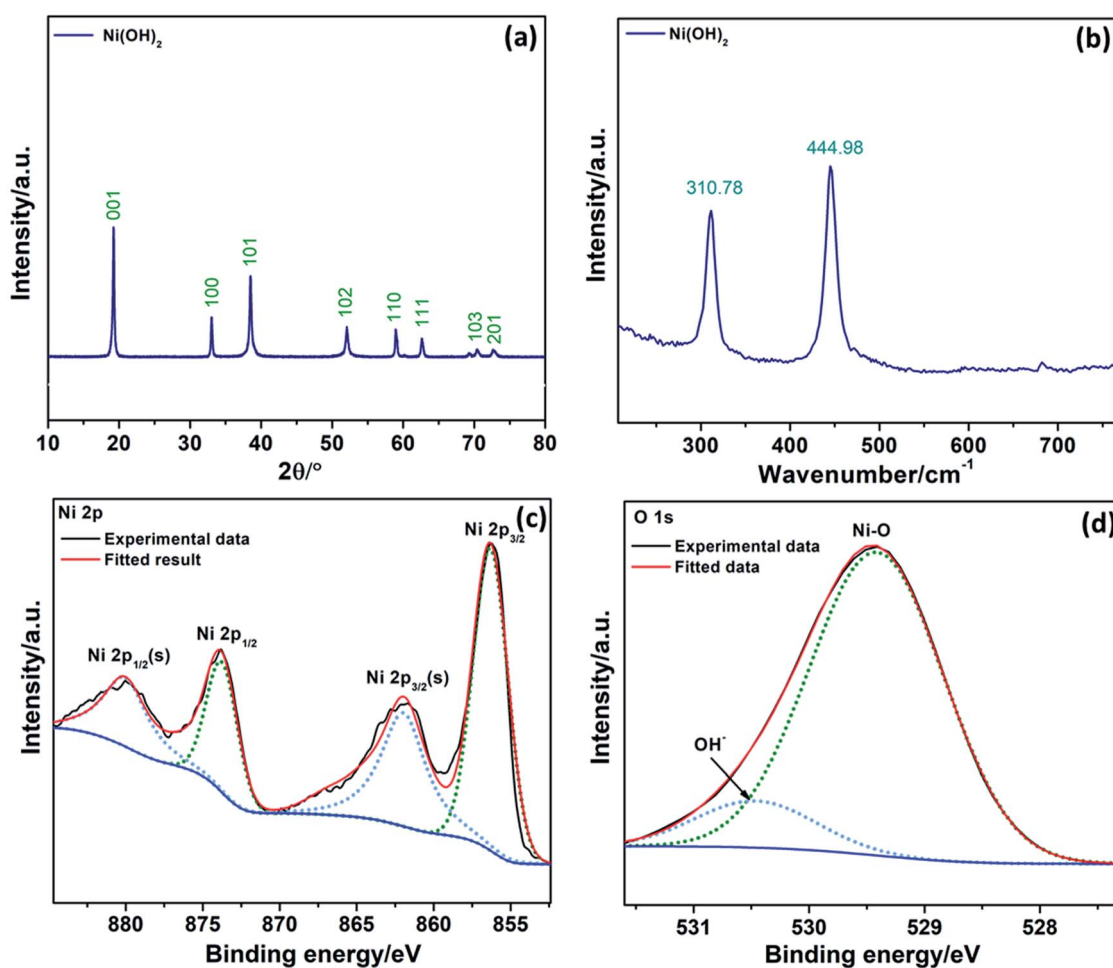 (a)
Ni(OH)₂
001
100
101
102
110
111
103
201
Intensity/a.u.
10 20 30 40 50 60 70 80
2θ/°
(b)
Ni(OH)₂
310.78
444.98
Intensity/a.u.
300 400 500 600 700
Wavenumber/cm⁻¹
(c)
Ni 2p
Experimental data
Fitted result
Ni 2p₁/₂(s)
Ni 2p₁/₂
Ni 2p₃/₂(s)
Ni 2p₃/₂
Intensity/a.u.
880 875 870 865 860 855
Binding energy/eV
(d)
O 1s
Experimental data
Fitted data
Ni-O
OH⁻
Intensity/a.u.
531 530 529 528
Binding energy/eV